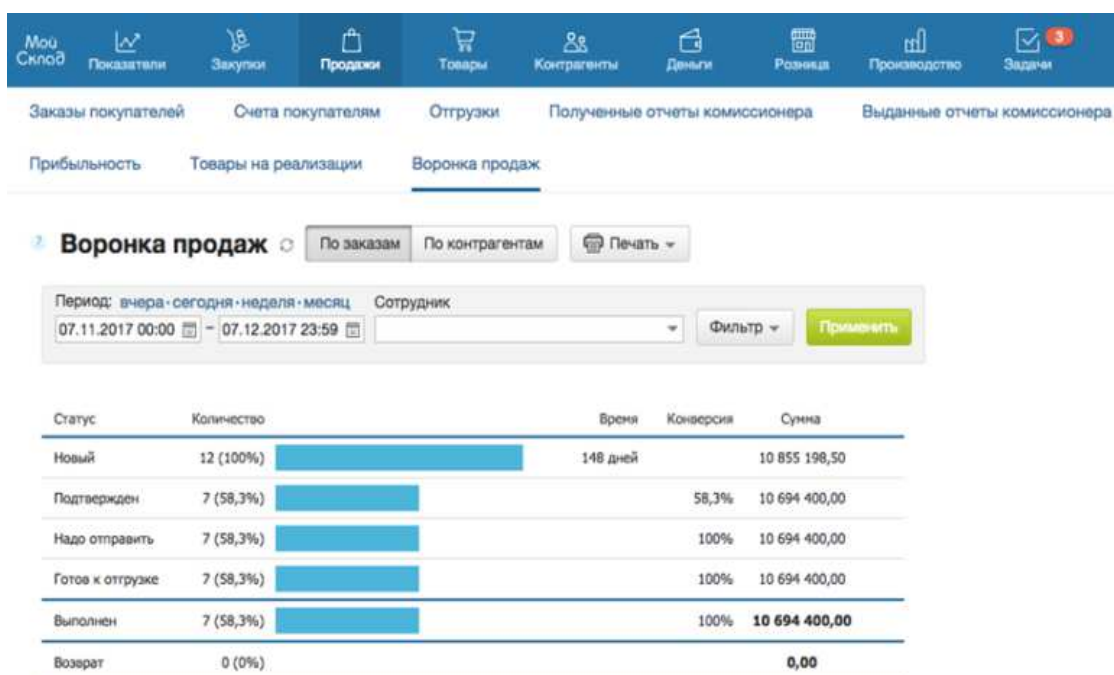 Мой Склад Показатели Закупки Продажи Товары Контрагенты Деньги Розница Производство Задачи 3
Заказы покупателей Счета покупателям Отгрузки Полученные отчеты комиссионера Выданные отчеты комиссионера
Прибыльность Товары на реализации Воронка продаж
? Воронка продаж По заказам По контрагентам Печать
Период: вчера · сегодня · неделя · месяц Сотрудник
07.11.2017 00:00 – 07.12.2017 23:59 Фильтр Применить
Статус Количество Время Конверсия Сумма
Новый 12 (100%) 148 дней 10 855 198,50
Подтвержден 7 (58,3%) 58,3% 10 694 400,00
Надо отправить 7 (58,3%) 100% 10 694 400,00
Готов к отгрузке 7 (58,3%) 100% 10 694 400,00
Выполнен 7 (58,3%) 100% 10 694 400,00
Возврат 0 (0%) 0,00